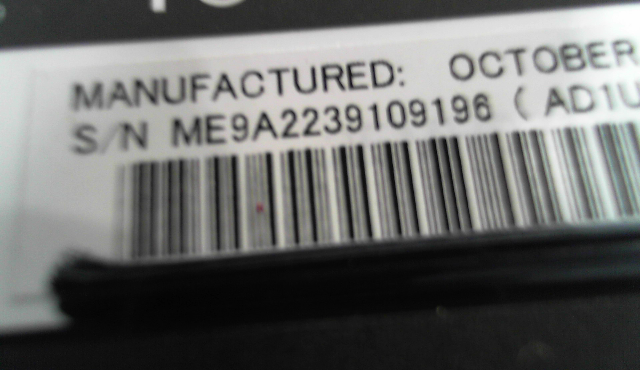 MANUFACTURED: OCTOBER
S/N ME9A2239109196 ( AD1U